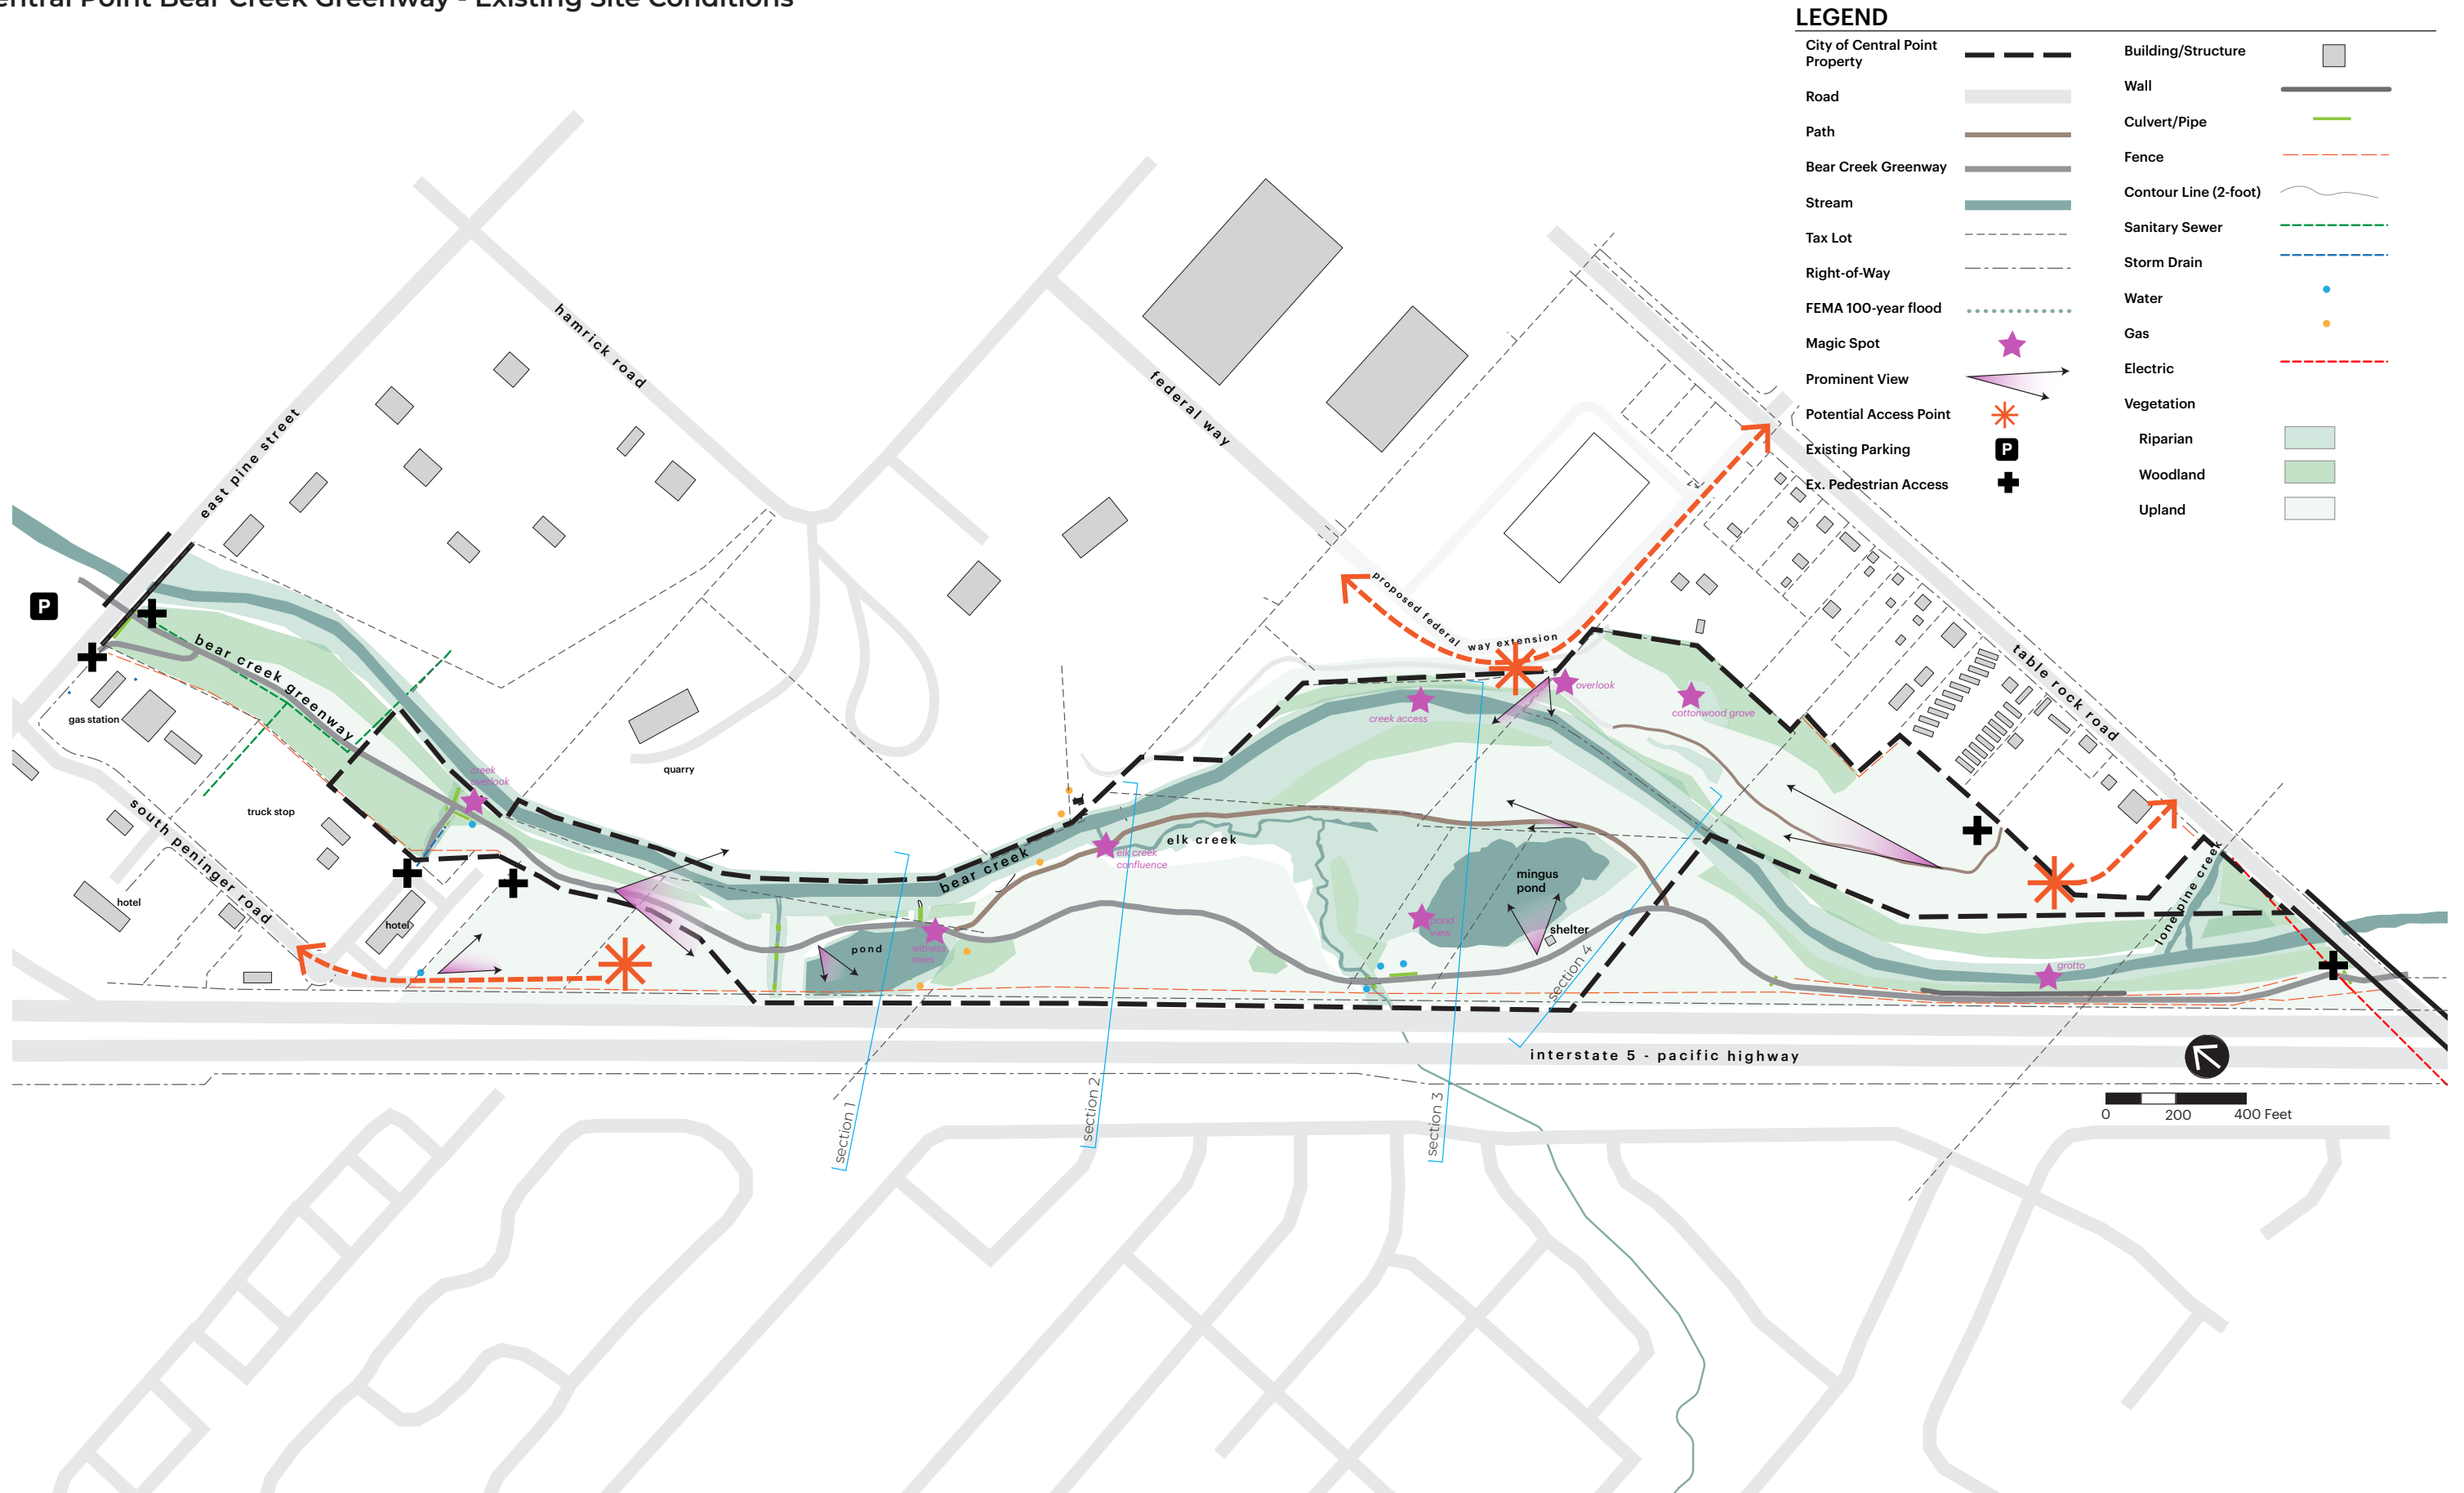 Central Point Bear Creek Greenway - Existing Site Conditions
LEGEND
City of Central Point
Property
Road
Path
Bear Creek Greenway
Stream
Tax Lot
Right-of-Way
FEMA 100-year flood
Magic Spot
Prominent View
Potential Access Point
Existing Parking
P
Ex. Pedestrian Access
Building/Structure
Wall
Culvert/Pipe
Fence
Contour Line (2-foot)
Sanitary Sewer
Storm Drain
Water
Gas
Electric
Vegetation
Riparian
Woodland
Upland
hamrick road
federal way
east pine street
P
bear creek greenway
gas station
truck stop
south peninger road
hotel
hotel
creek
overlook
quarry
proposed federal
way extension
overlook
creek access
cottonwood grove
table rock road
bear creek
elk creek
elk creek
confluence
mingus
pond
pond
view
shelter
pond
witness
trees
lone pine creek
grotto
section 4
interstate 5 - pacific highway
section 1
section 2
section 3
0
200
400 Feet